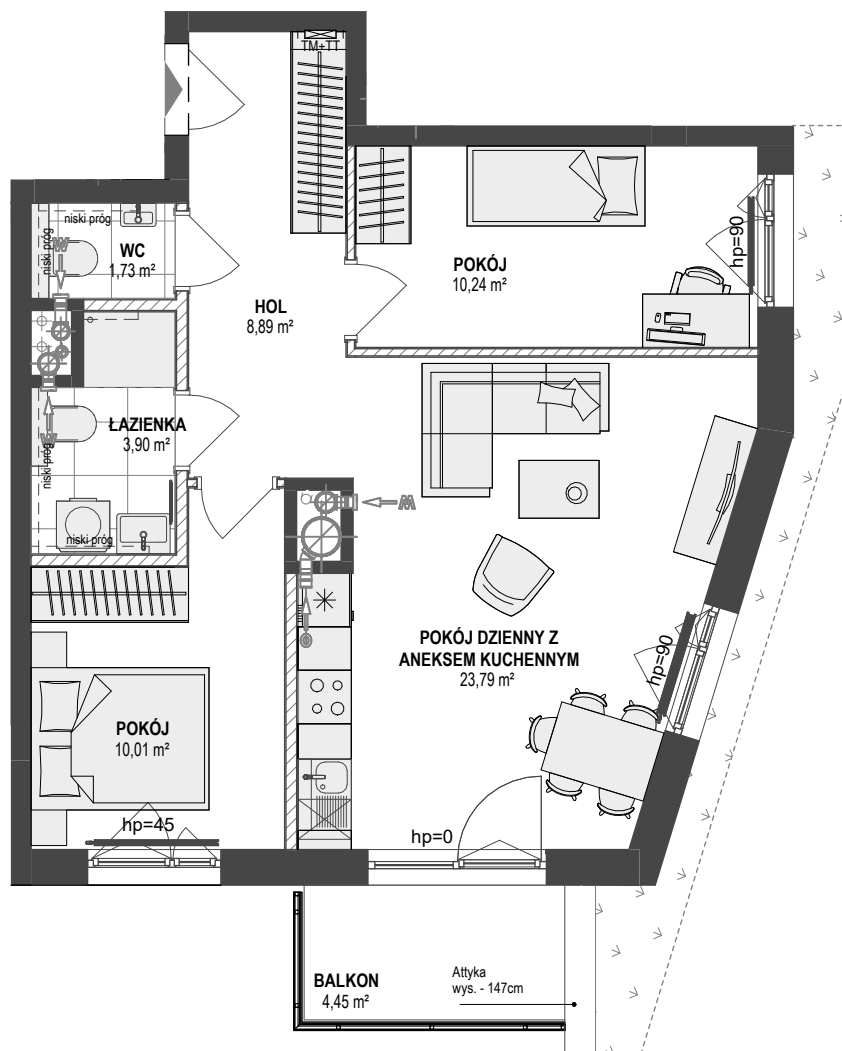 TM+TT
niski próg
niski próg
WC
1,73 m²
W
POKÓJ
10,24 m²
hp=90
HOL
8,89 m²
ŁAZIENKA
3,90 m²
W
niski próg
niski próg
W
O
POKÓJ DZIENNY Z
ANEKSEM KUCHENNYM
23,79 m²
hp=90
POKÓJ
10,01 m²
hp=45
hp=0
BALKON
4,45 m²
Attyka
wys. - 147cm